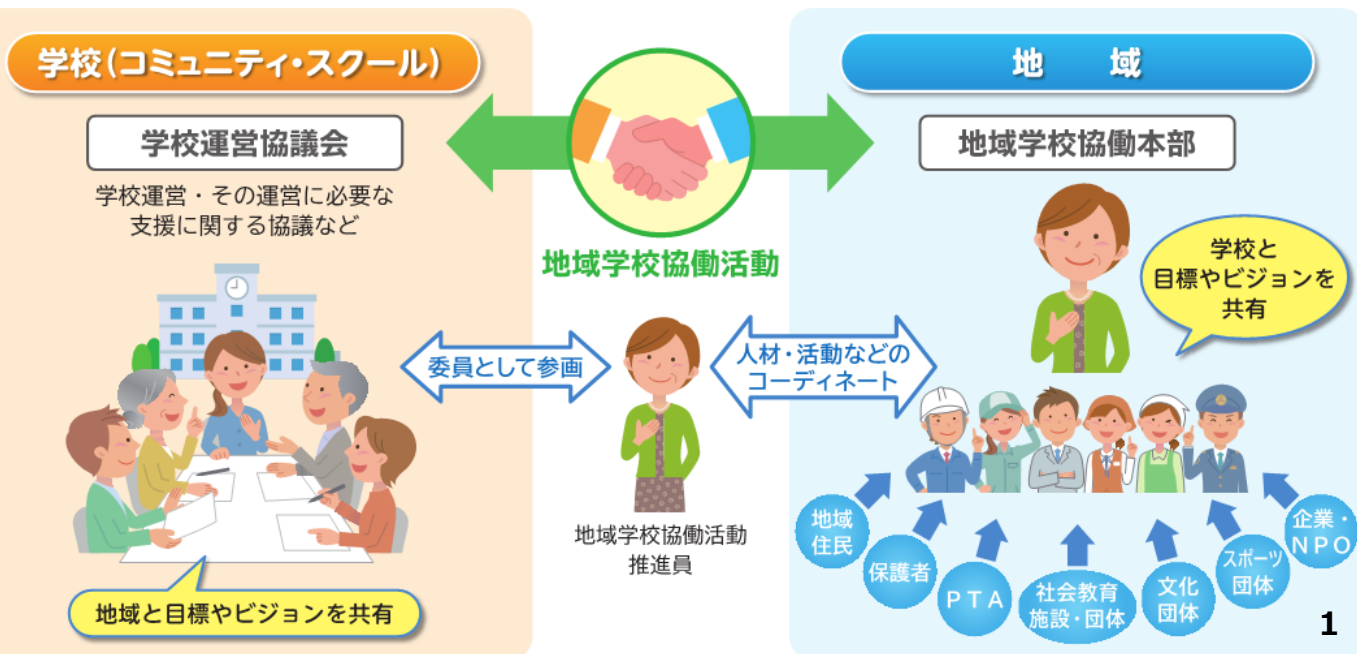 学校(コミュニティ・スクール)
学校運営協議会
学校運営・その運営に必要な
支援に関する協議など
地域と目標やビジョンを共有
地域学校協働活動
委員として参画
地域学校協働活動
推進員
人材・活動などの
コーディネート
地　域
地域学校協働本部
学校と
目標やビジョンを
共有
地域
住民
保護者
PTA
社会教育
施設・団体
文化
団体
スポーツ
団体
企業・
NPO
1